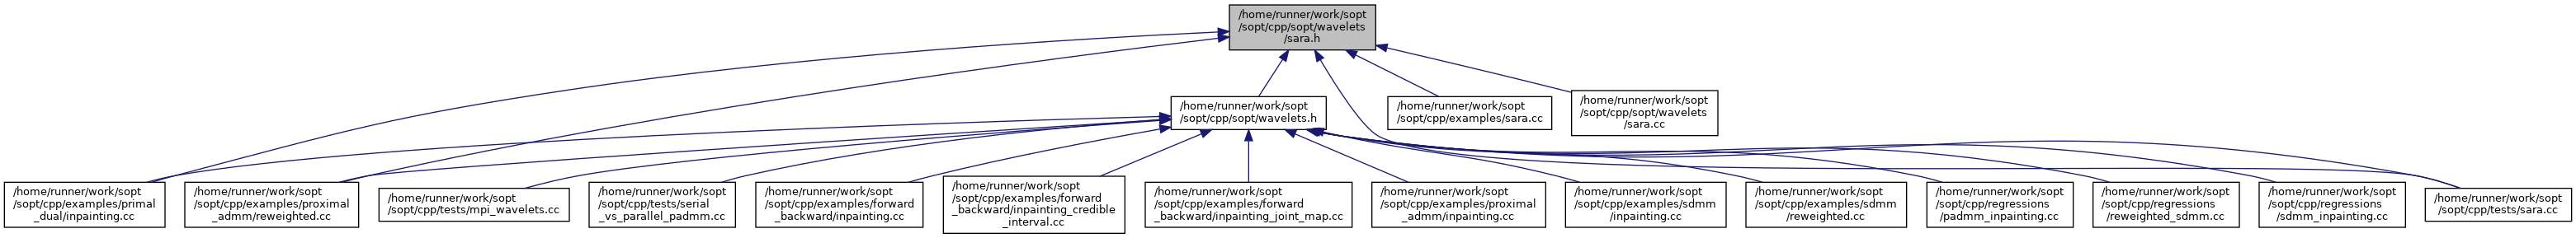 /home/runner/work/sopt
/sopt/cpp/sopt/wavelets
/sara.h
/home/runner/work/sopt
/sopt/cpp/sopt/wavelets.h
/home/runner/work/sopt
/sopt/cpp/examples/sara.cc
/home/runner/work/sopt
/sopt/cpp/sopt/wavelets
/sara.cc
/home/runner/work/sopt
/sopt/cpp/examples/primal
_dual/inpainting.cc
/home/runner/work/sopt
/sopt/cpp/examples/proximal
_admm/reweighted.cc
/home/runner/work/sopt
/sopt/cpp/tests/mpi_wavelets.cc
/home/runner/work/sopt
/sopt/cpp/tests/serial
_vs_parallel_padmm.cc
/home/runner/work/sopt
/sopt/cpp/examples/forward
_backward/inpainting.cc
/home/runner/work/sopt
/sopt/cpp/examples/forward
_backward/inpainting_credible
_interval.cc
/home/runner/work/sopt
/sopt/cpp/examples/forward
_backward/inpainting_joint_map.cc
/home/runner/work/sopt
/sopt/cpp/examples/proximal
_admm/inpainting.cc
/home/runner/work/sopt
/sopt/cpp/examples/sdmm
/inpainting.cc
/home/runner/work/sopt
/sopt/cpp/examples/sdmm
/reweighted.cc
/home/runner/work/sopt
/sopt/cpp/regressions
/padmm_inpainting.cc
/home/runner/work/sopt
/sopt/cpp/regressions
/reweighted_sdmm.cc
/home/runner/work/sopt
/sopt/cpp/regressions
/sdmm_inpainting.cc
/home/runner/work/sopt
/sopt/cpp/tests/sara.cc